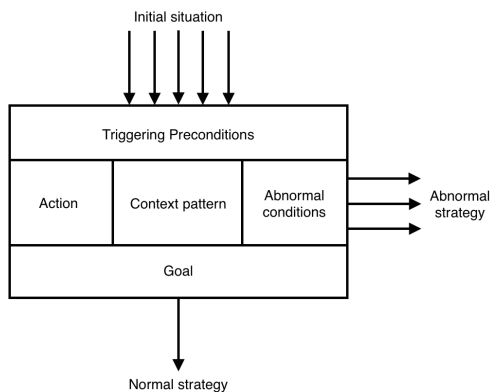 Initial situation
Triggering Preconditions
Action
Context pattern
Abnormal
conditions
Abnormal
strategy
Goal
Normal strategy